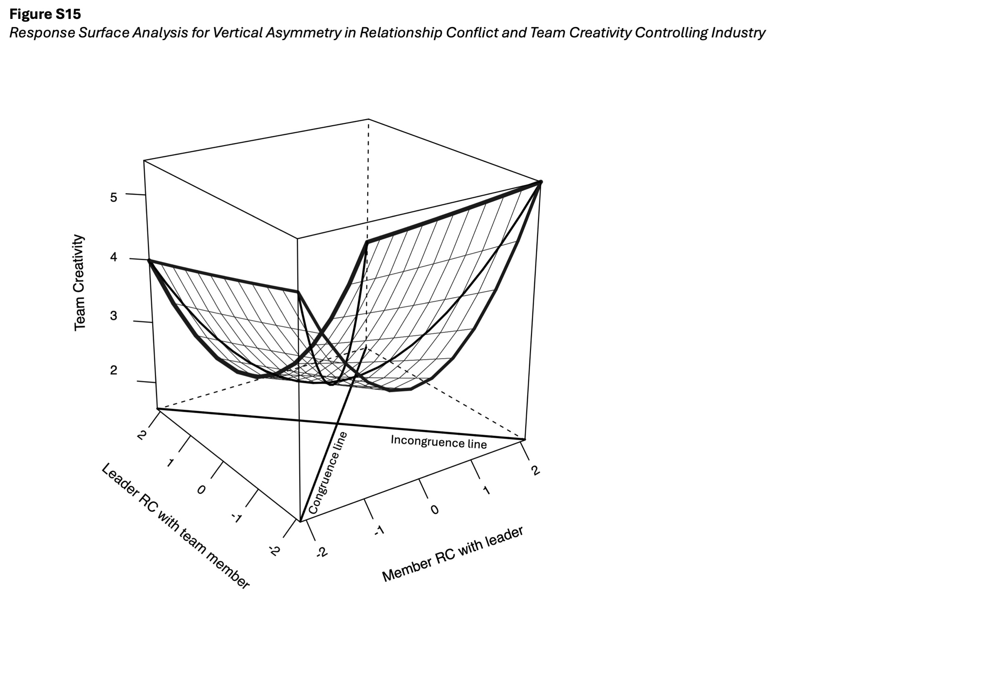 Figure S15
Response Surface Analysis for Vertical Asymmetry in Relationship Conflict and Team Creativity Controlling Industry
Team Creativity
5
4
3
2
Incongruence line
Congruence line
2
1
0
-1
-2
Leader RC with team member
-2
-1
0
1
2
Member RC with leader